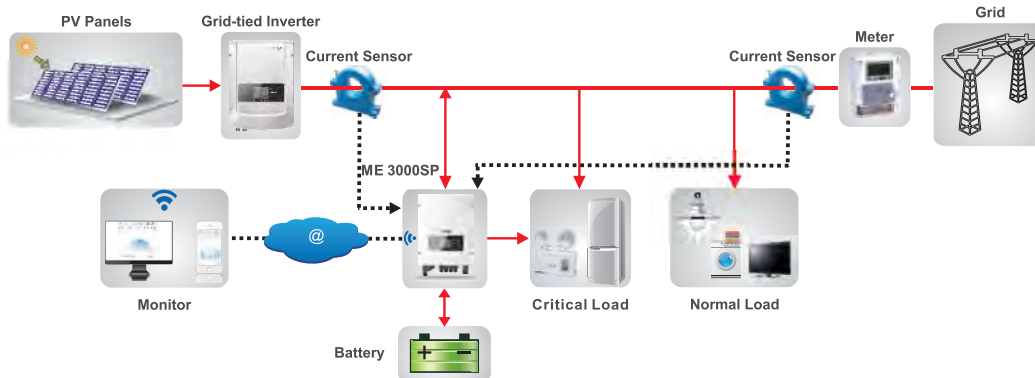 PV Panels
Grid-tied Inverter
Current Sensor
Current Sensor
Meter
Grid
ME 3000SP
@
Monitor
Battery
Critical Load
Normal Load